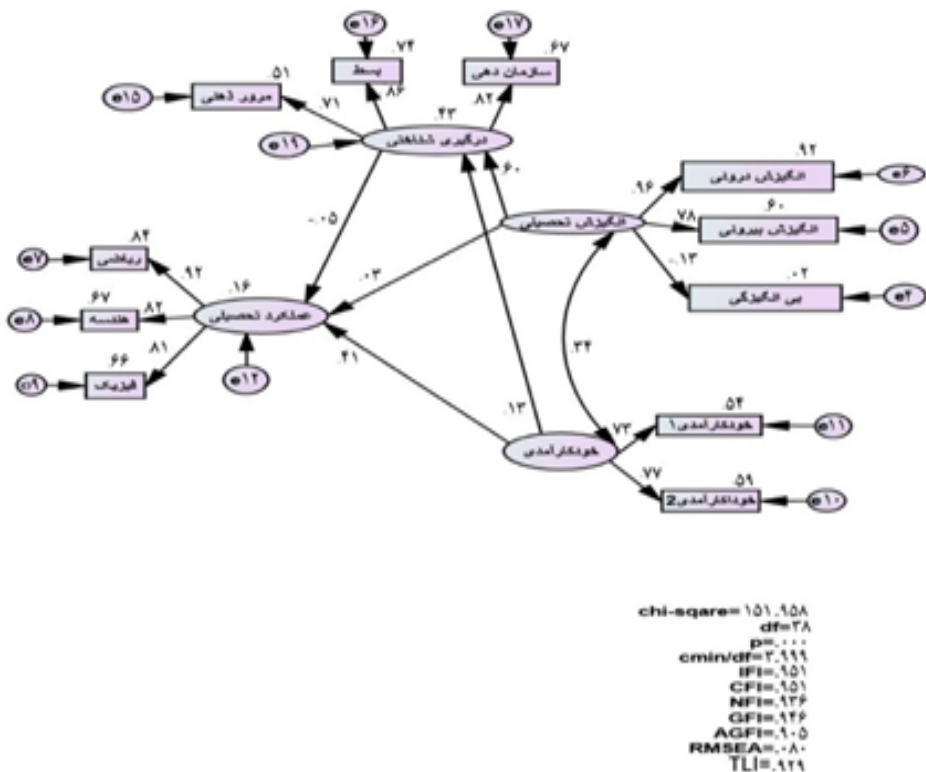 e۱۶
e۱۷
.۷۴
.۶۷
بسط
سازمان دهی
.۵۱
.۸۶
.۸۲
e۱۵
مرور ذهنی
.۷۱
.۴۳
e۱۹
درگیری شناختی
.۶۰
.۹۲
e۶
انگیزش درونی
.۹۶
.۶۰
انگیزش تحصیلی
.۷۸
انگیزش بیرونی
e۵
-.۰۵
-.۱۳
.۰۲
بی انگیزگی
e۴
.۸۴
e۷
ریاضی
.۰۳
.۹۲
.۱۶
.۶۷
e۸
هندسه
.۸۲
عملکرد تحصیلی
.۸۱
.۳۴
.۶۶
e۹
فیزیک
e۱۲
.۴۱
.۱۳
.۵۴
.۷۳
خودکارآمدی۱
e۱۱
خودکارآمدی
.۷۷
.۵۹
خوداکارآمدی2
e۱۰
chi-sqare=۱۵۱.۹۵۸
df=۳۸
p=.۰۰۰
cmin/df=۳.۹۹۹
IFI=.۹۵۱
CFI=.۹۵۱
NFI=.۹۳۶
GFI=.۹۴۶
AGFI=.۹۰۵
RMSEA=.۰۸۰
TLI=.۹۲۹